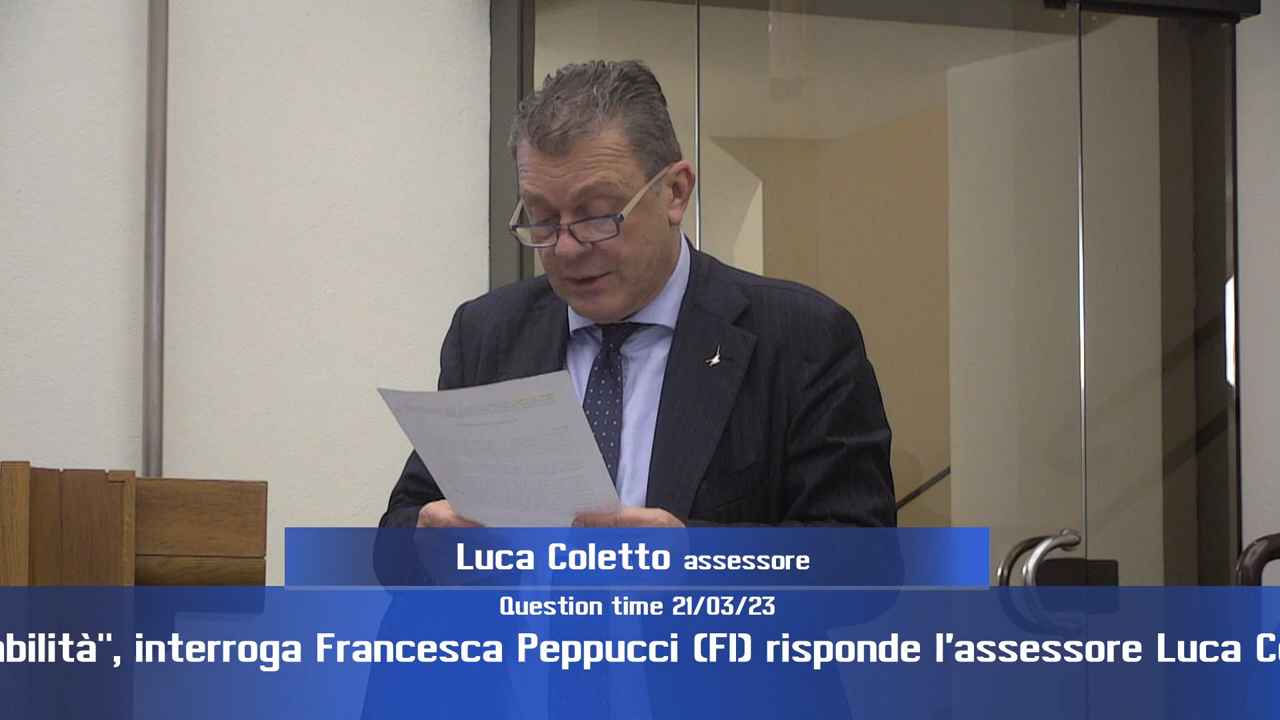 Luca Coletto assessore
Question time 21/03/23
abilità", interroga Francesca Peppucci (FI) risponde l'assessore Luca Co